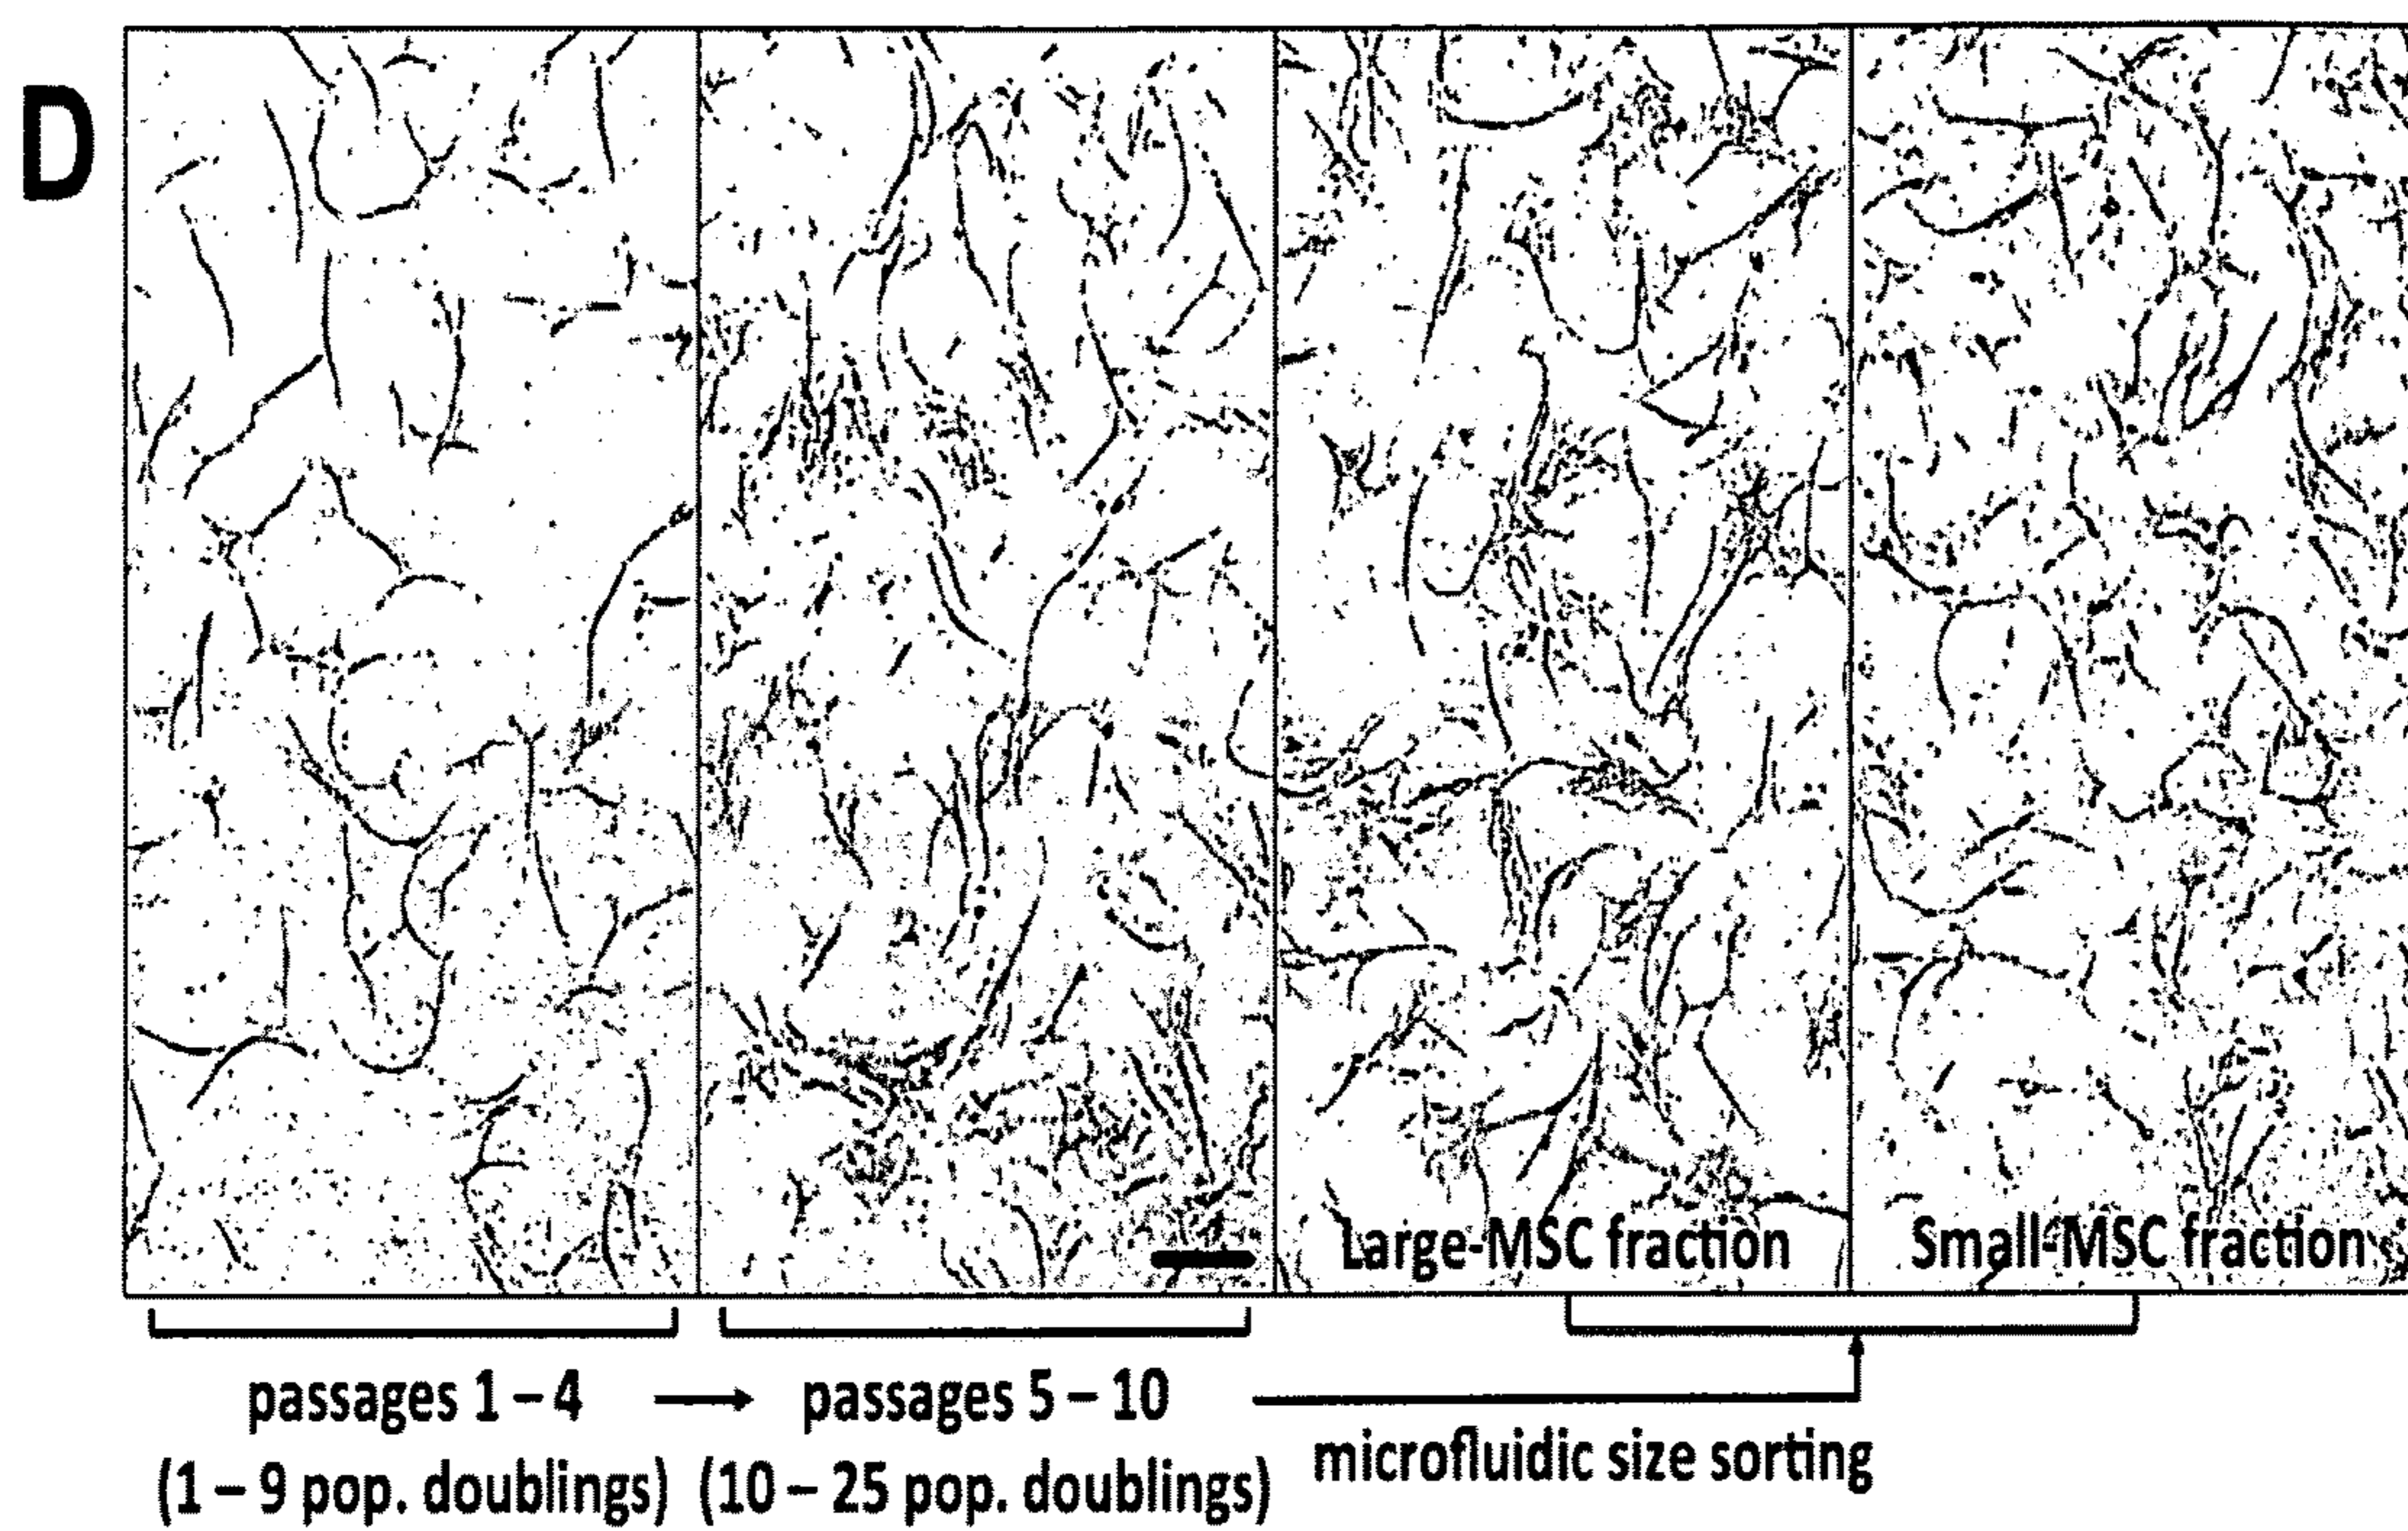 D
Large-MSC fraction
Small-MSC fraction
passages 1 – 4
passages 5 – 10
(1 – 9 pop. doublings)
(10 – 25 pop. doublings)
microfluidic size sorting